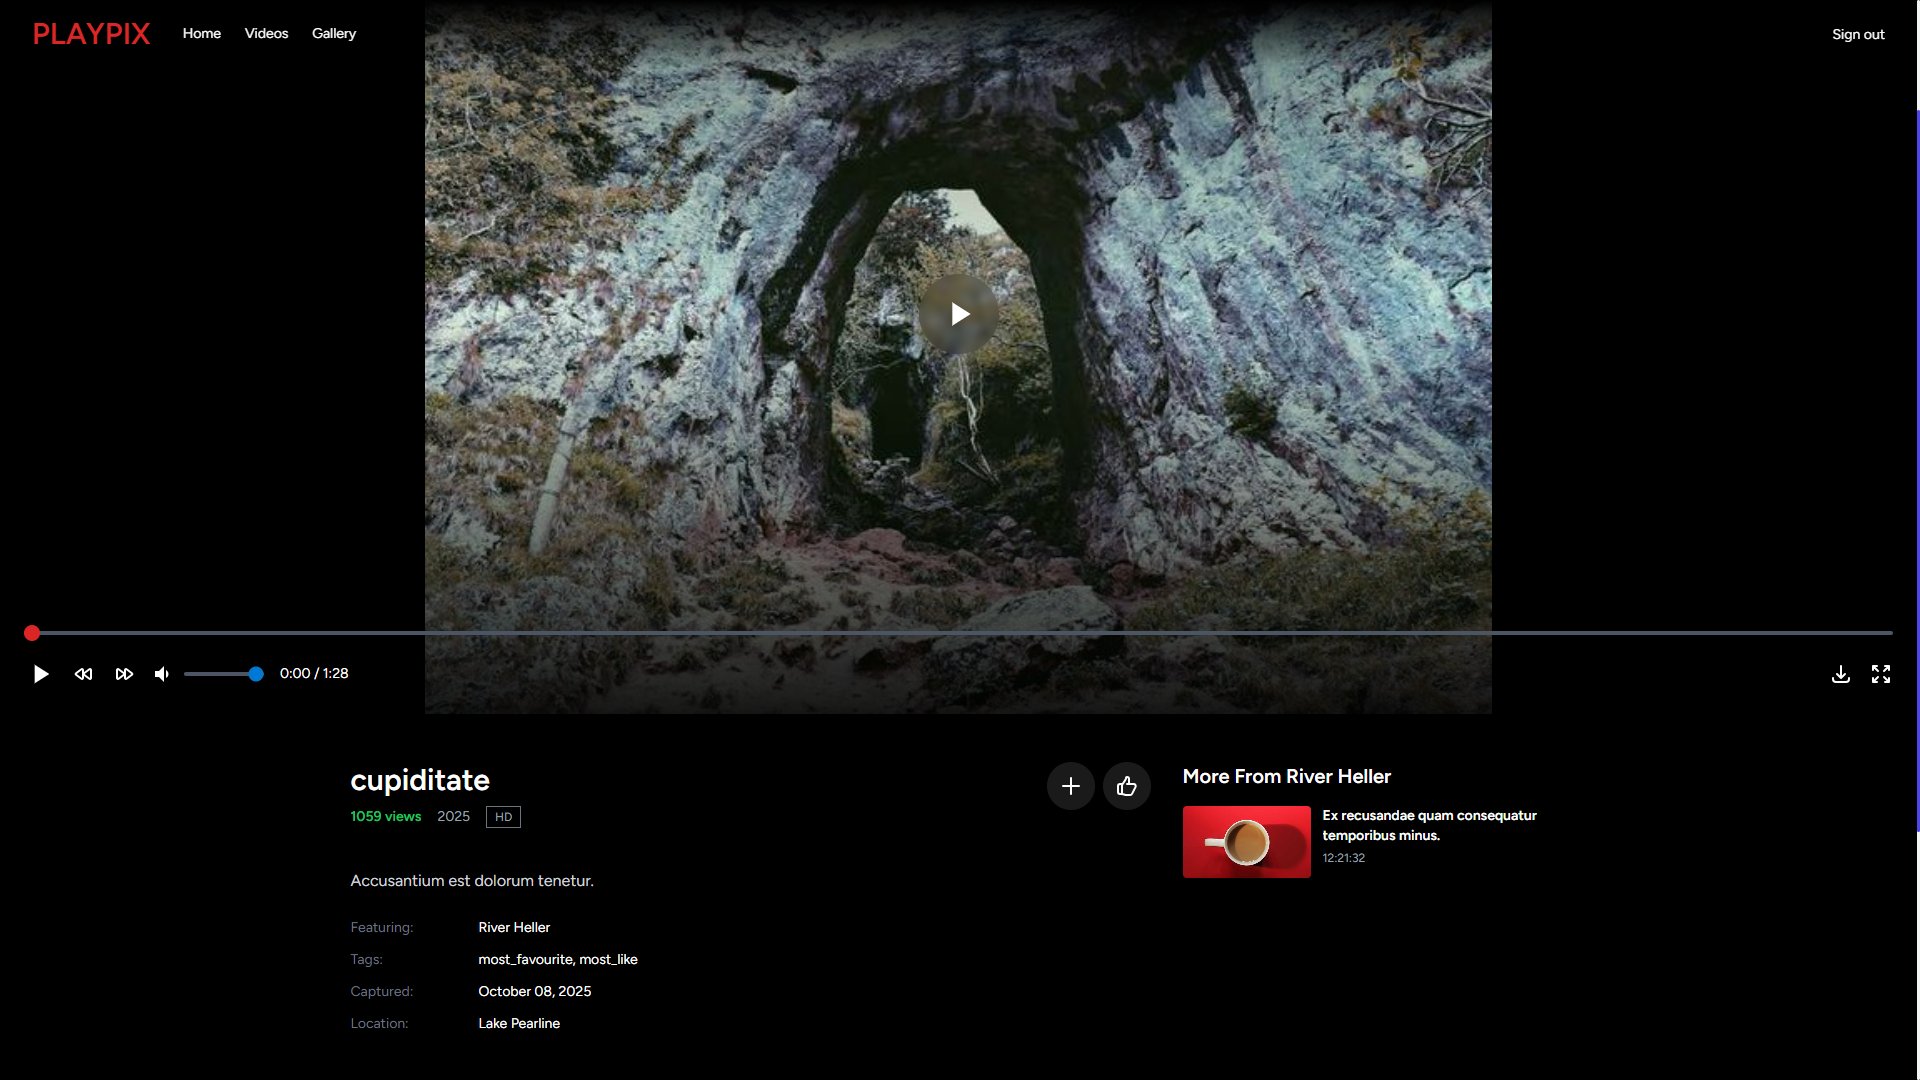 PLAYPIX
Home
Videos
Gallery
Sign out
0:00 / 1:28
cupiditate
1059 views
2025
HD
Accusantium est dolorum tenetur.
Featuring: River Heller
Tags: most_favourite, most_like
Captured: October 08, 2025
Location: Lake Pearline
More From River Heller
Ex recusandae quam consequatur
temporibus minus.
12:21:32